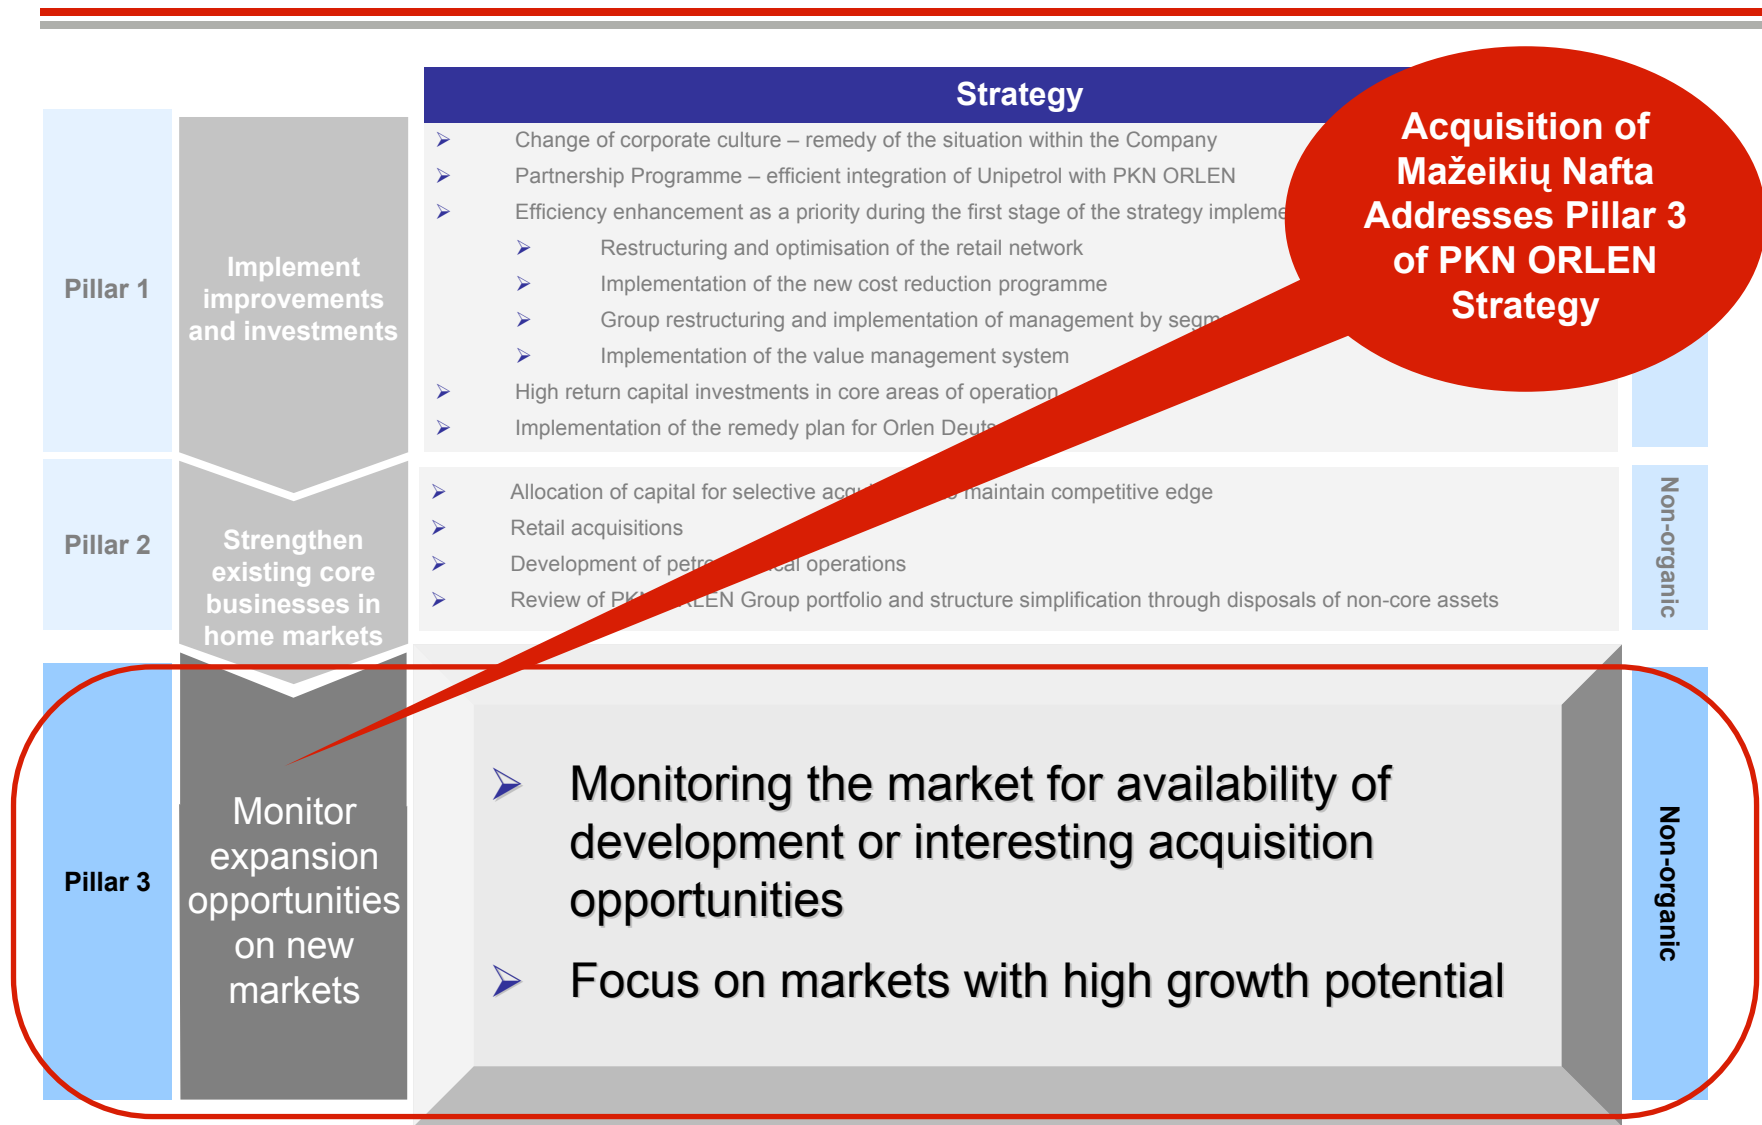 Strategy
Acquisition of
Mažeikių Nafta
Addresses Pillar 3
of PKN ORLEN
Strategy
Pillar 1
Implement
improvements
and investments
➢ Change of corporate culture – remedy of the situation within the Company
➢ Partnership Programme – efficient integration of Unipetrol with PKN ORLEN
➢ Efficiency enhancement as a priority during the first stage of the strategy
➢ Restructuring and optimisation of the retail network
➢ Implementation of the new cost reduction programme
➢ Group restructuring and implementation of management by
➢ Implementation of the value management system
➢ High return capital investments in core areas of operation
➢ Implementation of the remedy plan for Orlen
Pillar 2
Strengthen
existing core
businesses in
home markets
➢ Allocation of capital for selective maintain competitive edge
➢ Retail acquisitions
➢ Development of operations
➢ Review of PKN ORLEN Group portfolio and structure simplification through disposals of non-core assets
Non-organic
Pillar 3
Monitor
expansion
opportunities
on new
markets
➢ Monitoring the market for availability of
development or interesting acquisition
opportunities
➢ Focus on markets with high growth potential
Non-organic